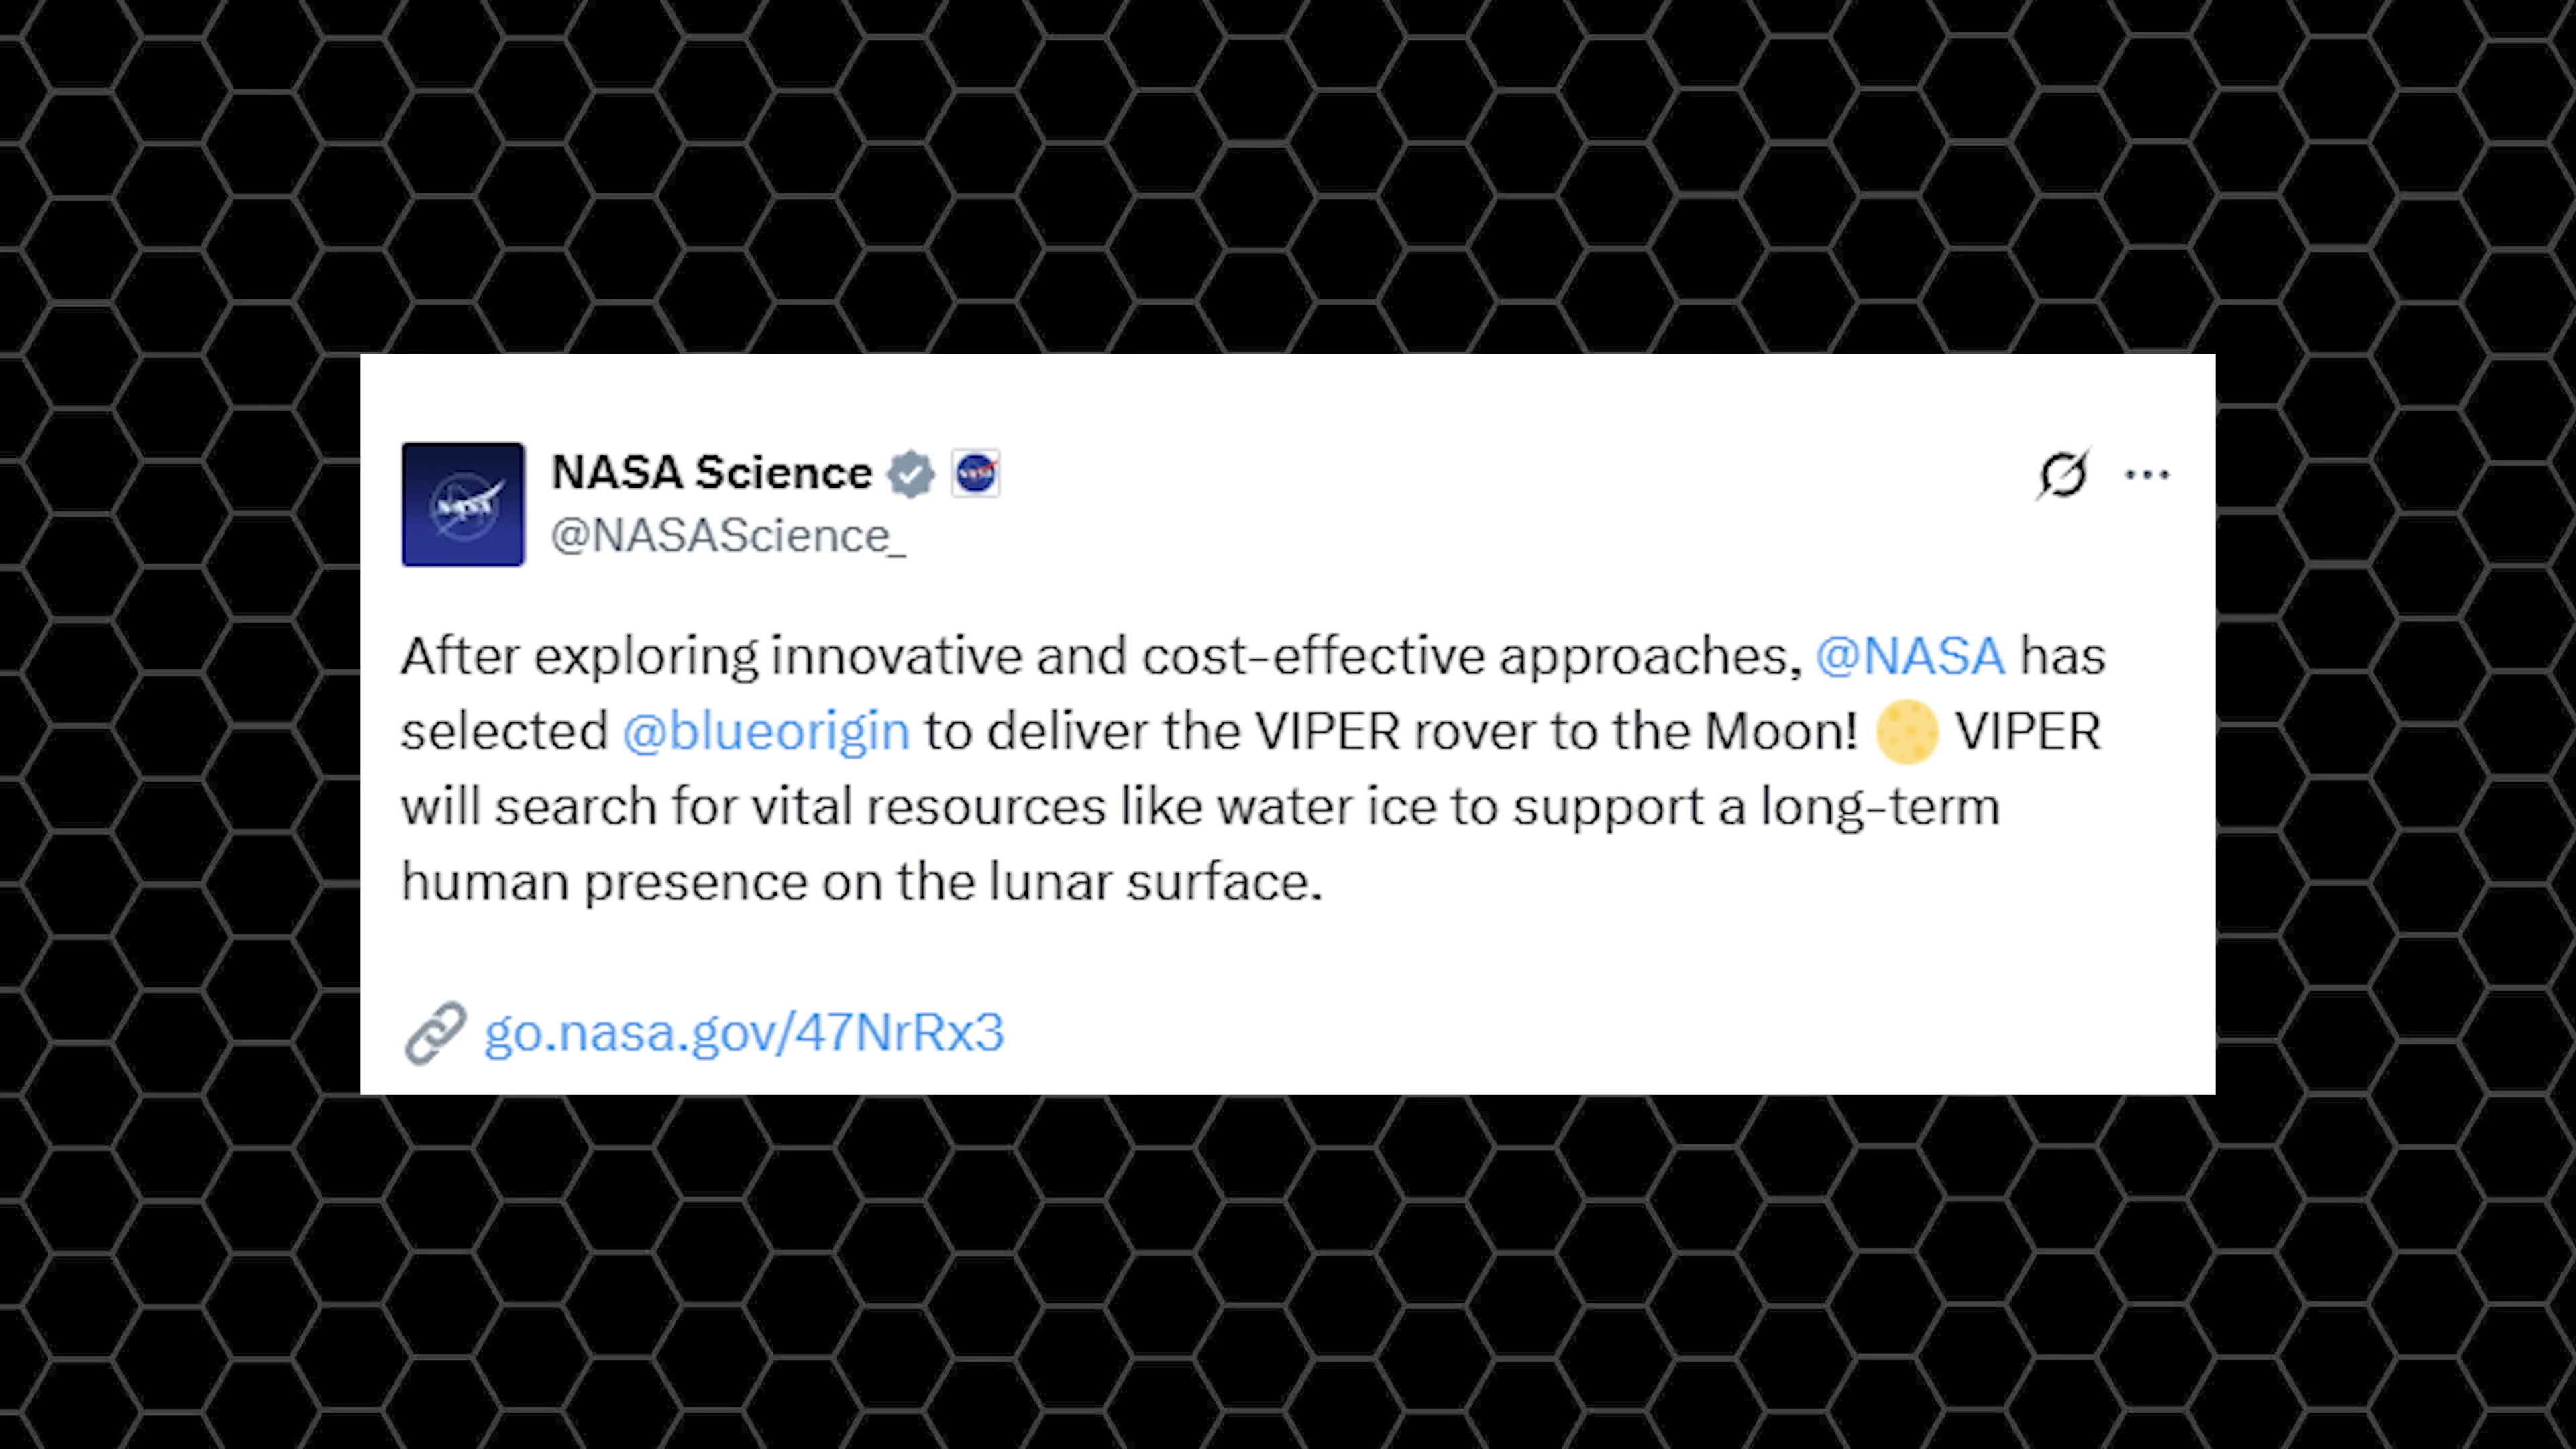 NASA Science
@NASAScience_
After exploring innovative and cost-effective approaches, @NASA has
selected @blueorigin to deliver the VIPER rover to the Moon! 🌕 VIPER
will search for vital resources like water ice to support a long-term
human presence on the lunar surface.
🔗 go.nasa.gov/47NrRx3